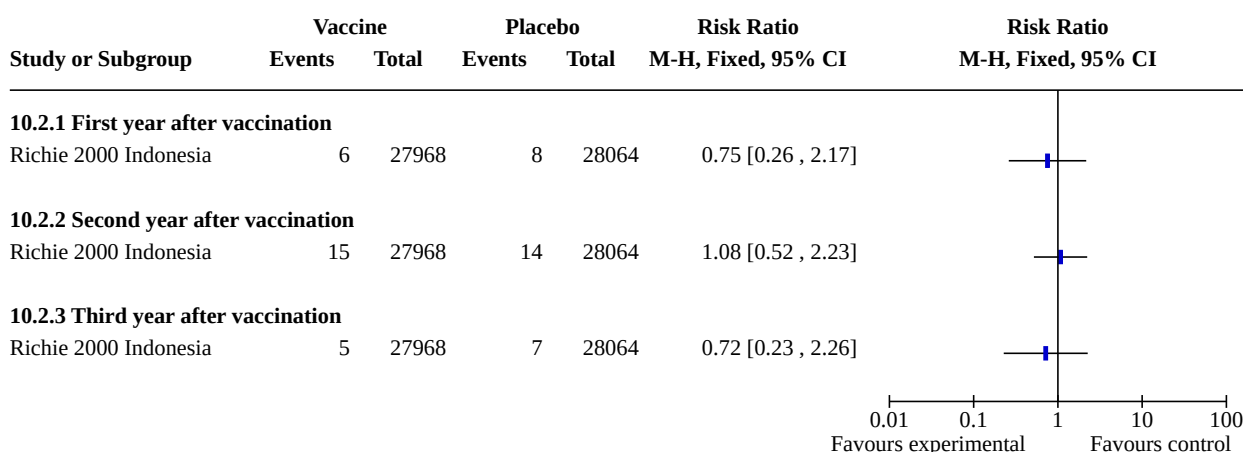 Vaccine Placebo Risk Ratio Risk Ratio
Study or Subgroup Events Total Events Total M-H, Fixed, 95% CI M-H, Fixed, 95% CI
10.2.1 First year after vaccination
Richie 2000 Indonesia 6 27968 8 28064 0.75 [0.26 , 2.17]
10.2.2 Second year after vaccination
Richie 2000 Indonesia 15 27968 14 28064 1.08 [0.52 , 2.23]
10.2.3 Third year after vaccination
Richie 2000 Indonesia 5 27968 7 28064 0.72 [0.23 , 2.26]
0.01 0.1 1 10 100
Favours experimental Favours control